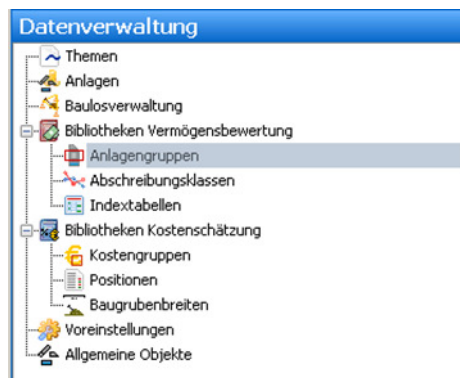 Datenverwaltung
Themen
Anlagen
Baulosverwaltung
Bibliotheken Vermögensbewertung
Anlagengruppen
Abschreibungsklassen
Indextabellen
Bibliotheken Kostenschätzung
Kostengruppen
Positionen
Baugrubenbreiten
Voreinstellungen
Allgemeine Objekte